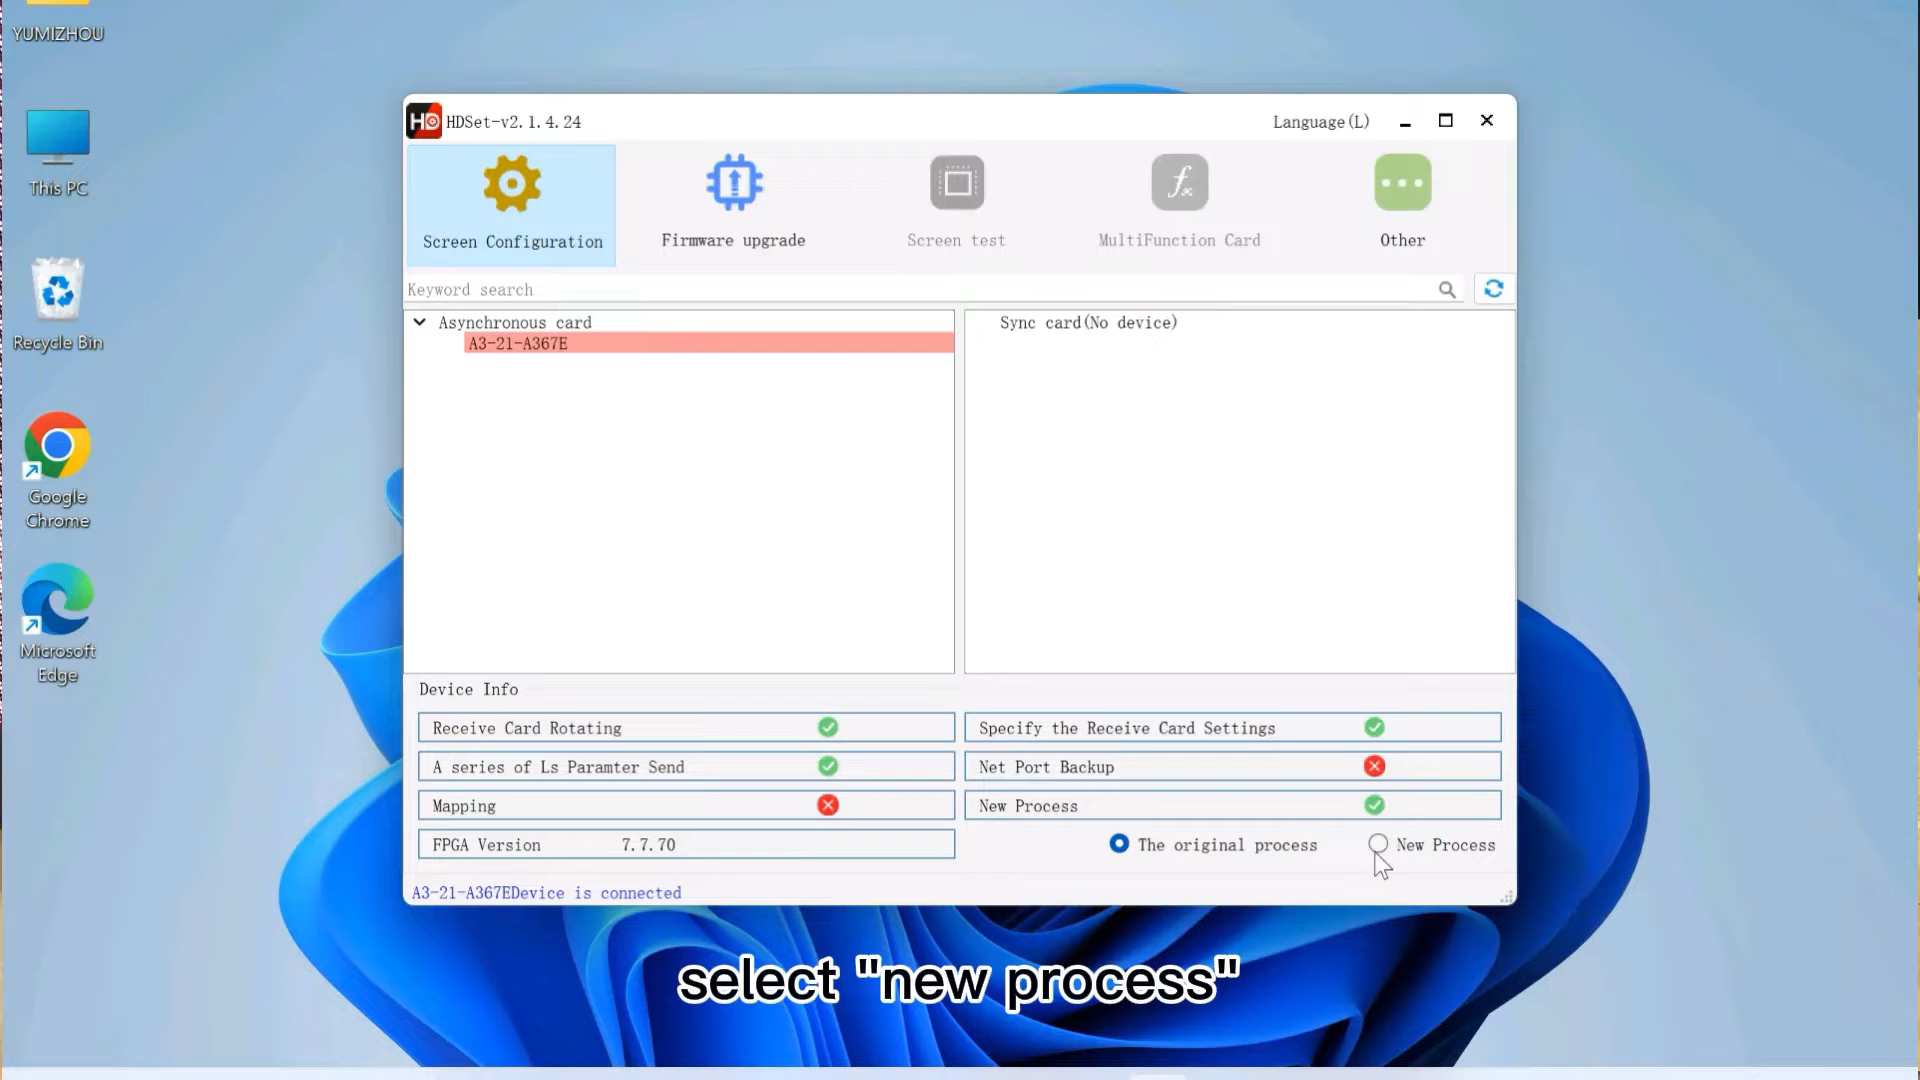 YUMIZHOU
This PC
Recycle Bin
Google
Chrome
Microsoft
Edge
HD HDSet-v2.1.4.24
Language(L)
Screen Configuration
Firmware upgrade
Screen test
fx
MultiFunction Card
Other
Keyword search
Asynchronous card
A3-21-A367E
Sync card(No device)
Device Info
Receive Card Rotating
Specify the Receive Card Settings
A series of Ls Paramter Send
Net Port Backup
Mapping
New Process
FPGA Version 7.7.70
The original process
New Process
A3-21-A367EDevice is connected
select "new process"